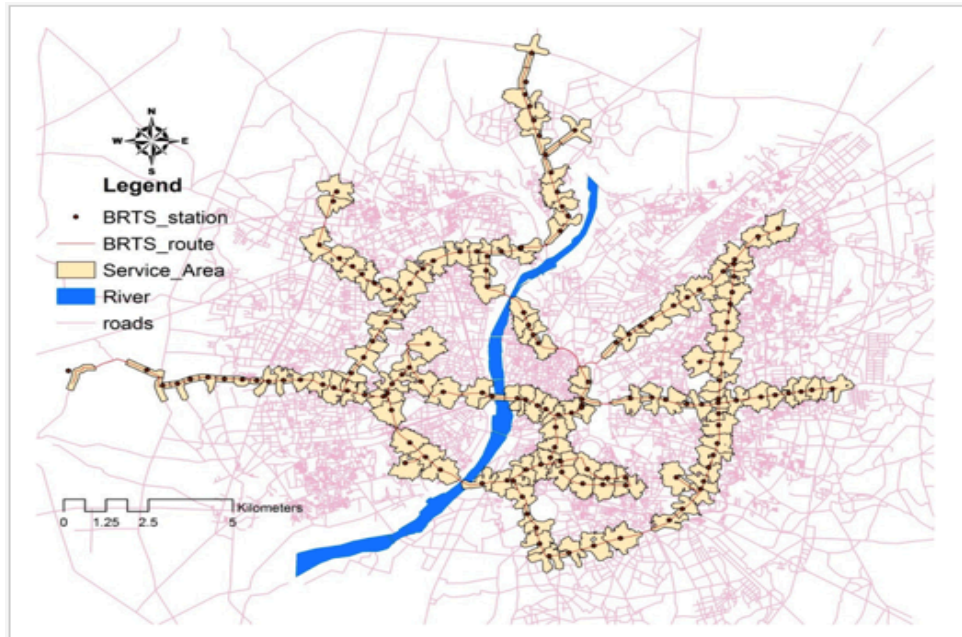 N
W E
S
Legend
BRTS_station
BRTS_route
Service_Area
River
roads
Kilometers
0 1.25 2.5 5